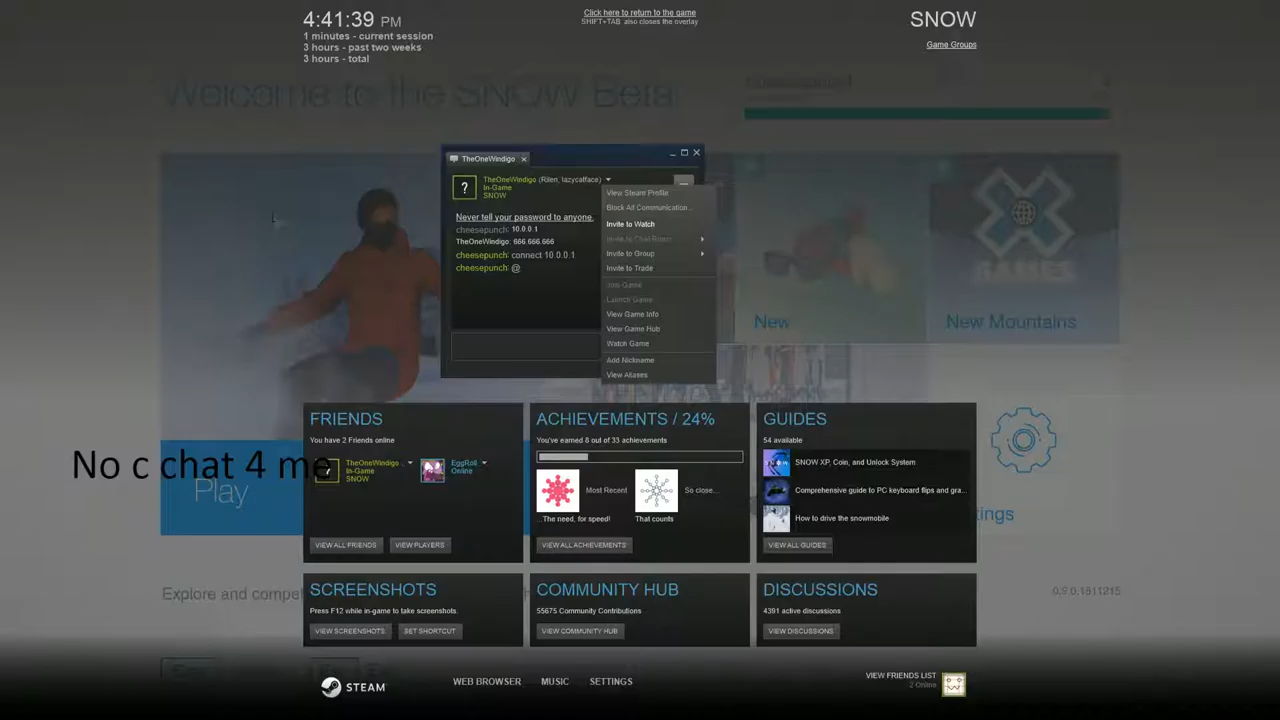 4:41:39 PM
1 minutes - current session
3 hours - past two weeks
3 hours - total
Click here to return to the game
SHIFT+TAB also closes the overlay
SNOW
Game Groups
Welcome to the SNOW Beta
TheOneWindigo
TheOneWindigo (Rilen, lazycatface)
In-Game
SNOW
Never tell your password to anyone.
cheesepunch: 10.0.0.1
TheOneWindigo: 666.666.666
cheesepunch: connect 10.0.0.1
cheesepunch: @
View Steam Profile
Block All Communication...
Invite to Watch
Invite to Chat Room
Invite to Group
Invite to Trade
Join Game
Launch Game
View Game Info
View Game Hub
Watch Game
Add Nickname
View Aliases
GAMES
New
New Mountains
No c chat 4 me
Play
FRIENDS
You have 2 Friends online
TheOneWindigo
In-Game
SNOW
EggRoll
Online
VIEW ALL FRIENDS
VIEW PLAYERS
ACHIEVEMENTS / 24%
You've earned 8 out of 33 achievements
Most Recent
So close...
...The need, for speed!
That counts
VIEW ALL ACHIEVEMENTS
GUIDES
54 available
SNOW XP, Coin, and Unlock System
Comprehensive guide to PC keyboard flips and gra...
How to drive the snowmobile
VIEW ALL GUIDES
tings
SCREENSHOTS
Press F12 while in-game to take screenshots.
VIEW SCREENSHOTS
SET SHORTCUT
COMMUNITY HUB
55675 Community Contributions
VIEW COMMUNITY HUB
DISCUSSIONS
4391 active discussions
VIEW DISCUSSIONS
Explore and compet
0.9.0.1511215
STEAM
WEB BROWSER
MUSIC
SETTINGS
VIEW FRIENDS LIST
2 Online